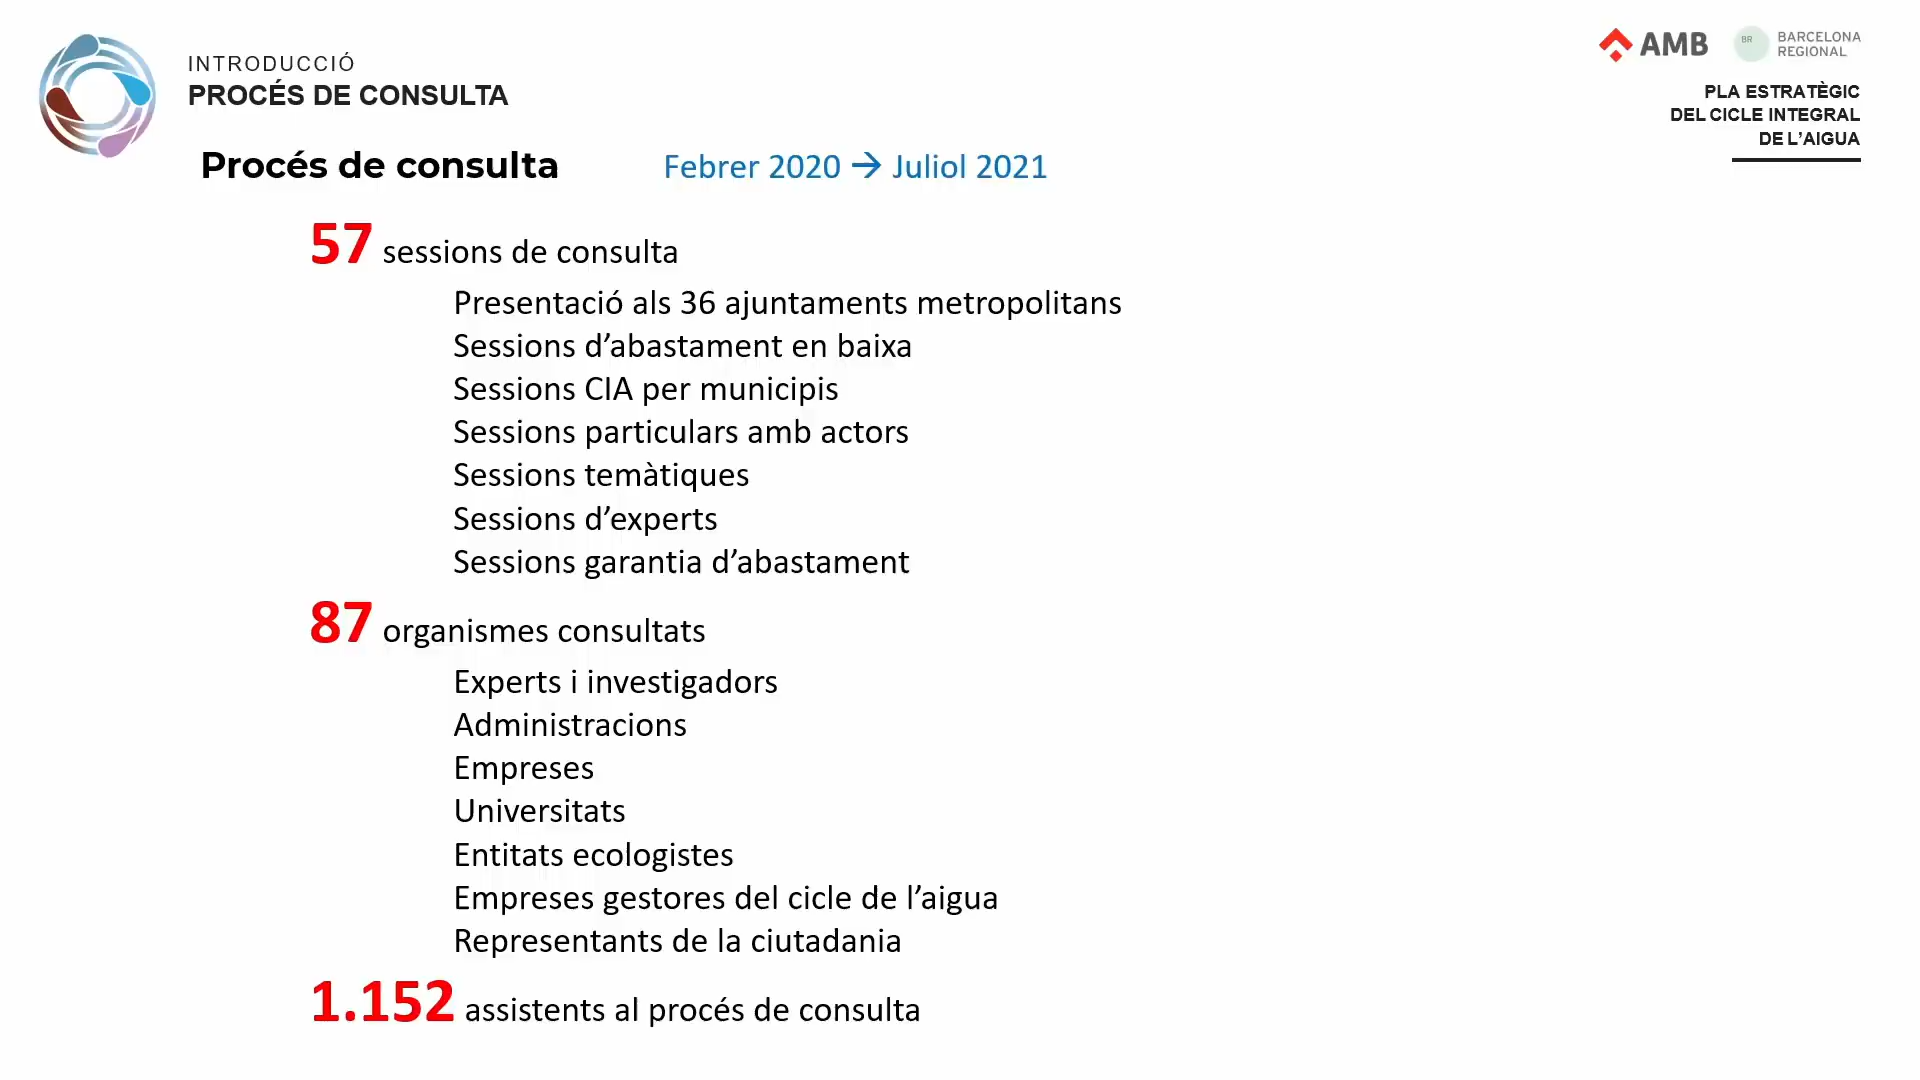 INTRODUCCIÓ
PROCÉS DE CONSULTA
AMB
BR
BARCELONA
REGIONAL
PLA ESTRATÈGIC
DEL CICLE INTEGRAL
DE L’AIGUA
Procés de consulta
Febrer 2020 → Juliol 2021
57 sessions de consulta
Presentació als 36 ajuntaments metropolitans
Sessions d’abastament en baixa
Sessions CIA per municipis
Sessions particulars amb actors
Sessions temàtiques
Sessions d’experts
Sessions garantia d’abastament
87 organismes consultats
Experts i investigadors
Administracions
Empreses
Universitats
Entitats ecologistes
Empreses gestores del cicle de l’aigua
Representants de la ciutadania
1.152 assistents al procés de consulta